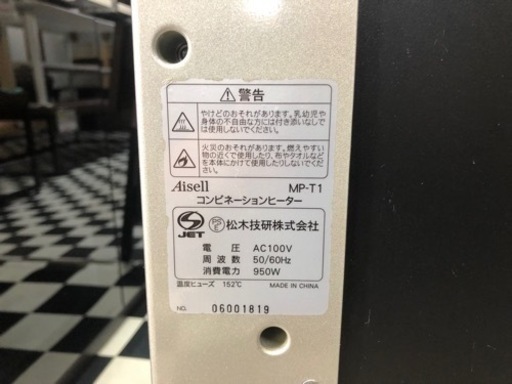 警告
やけどのおそれがあります。乳幼児や
身体の不自由な方には付き添いなしで
は使用しないでください。
火災のおそれがあります。燃えやすい
物の近くで使用したり、布やタオルなど
を本体にかけて使用したりしないでください。
Aisell MP-T1
コンビネーションヒーター
JET PSE 松木技研株式会社
電圧 AC100V
周波数 50/60Hz
消費電力 950W
温度ヒューズ 152℃ MADE IN CHINA
NO. 06001819